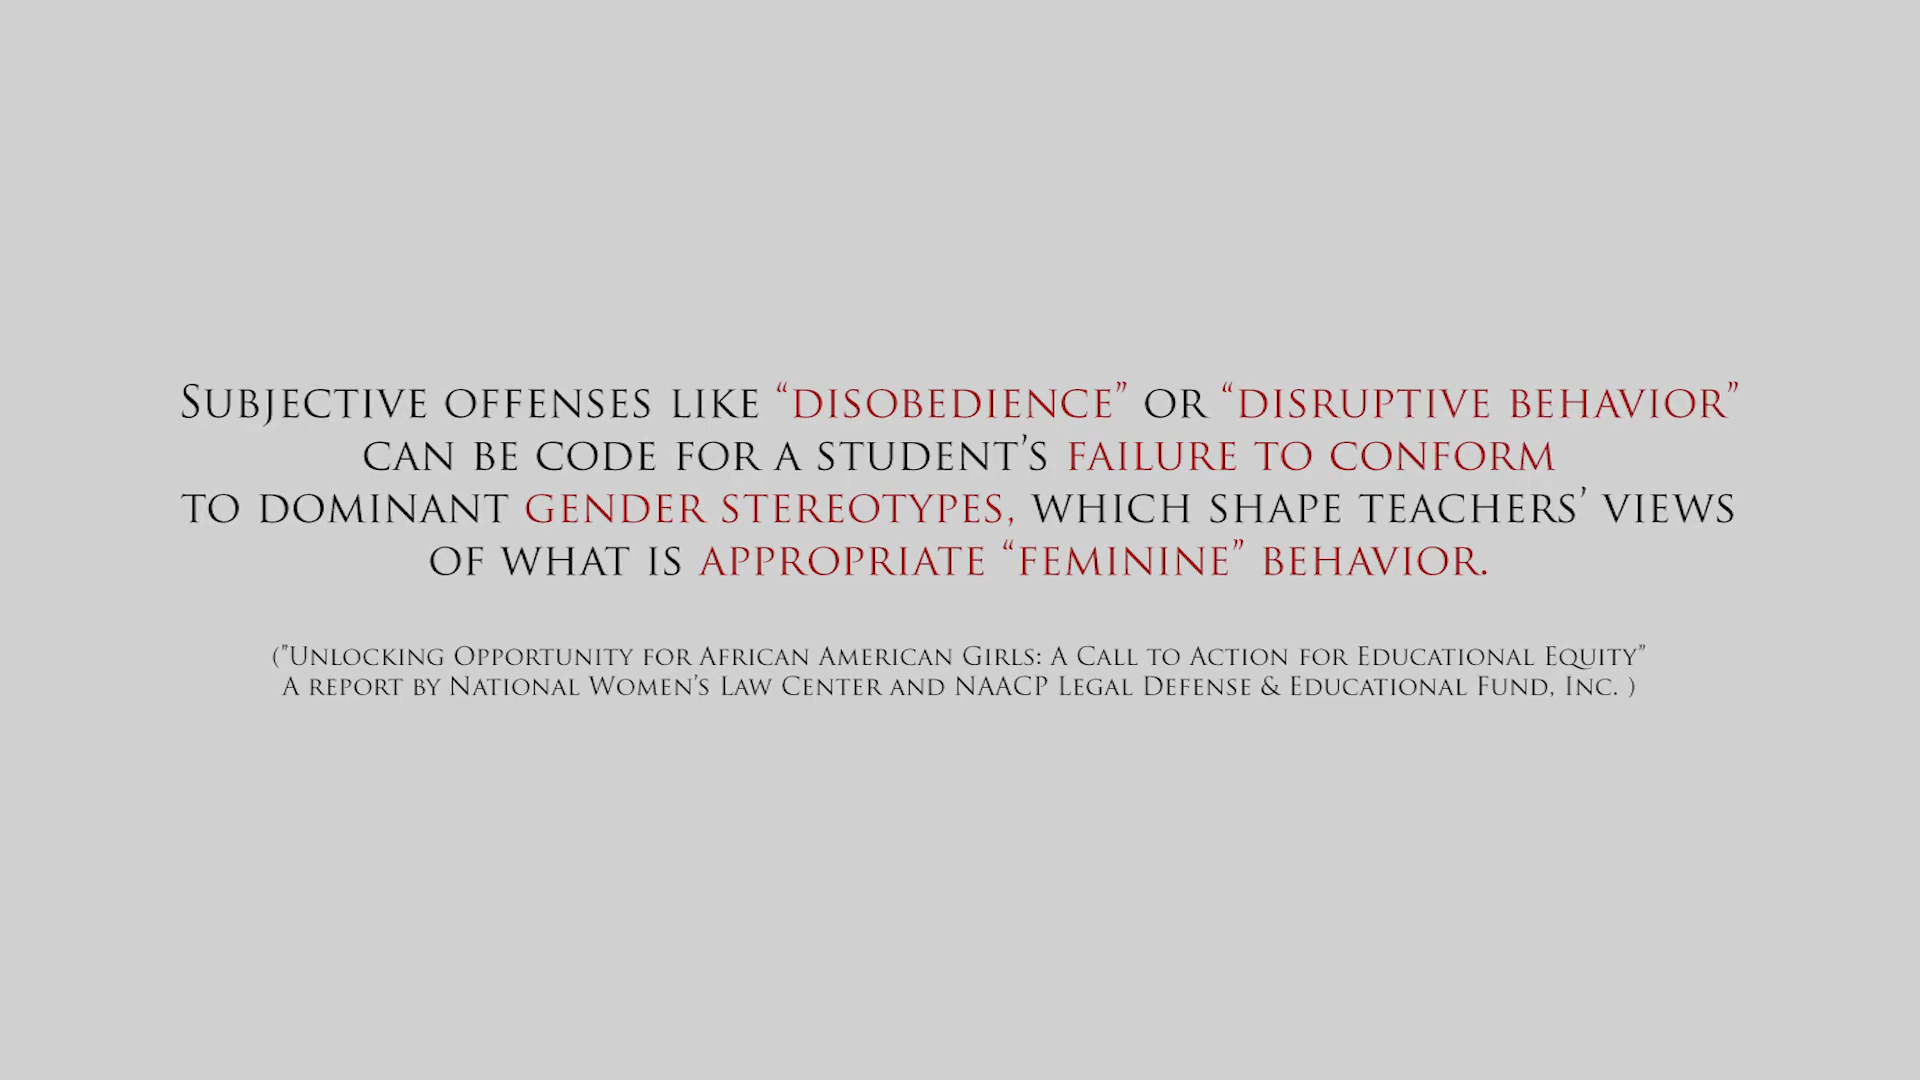 Subjective offenses like “disobedience” or “disruptive behavior”
can be code for a student’s failure to conform
to dominant gender stereotypes, which shape teachers’ views
of what is appropriate “feminine” behavior.
(”Unlocking Opportunity for African American Girls: A Call to Action for Educational Equity”
A report by National Women’s Law Center and NAACP Legal Defense & Educational Fund, Inc. )